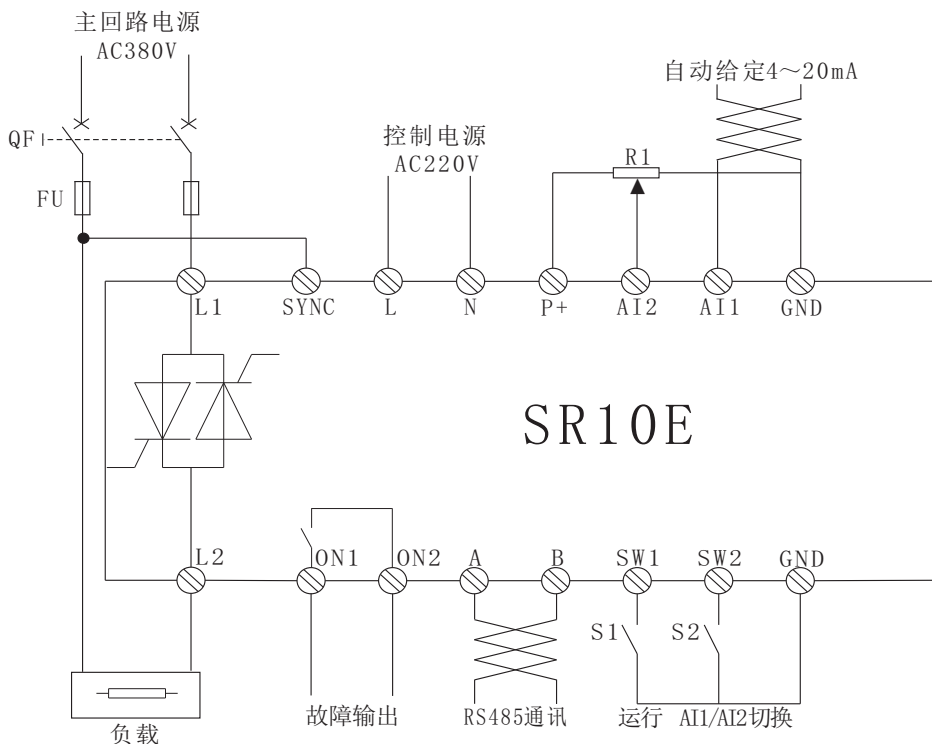 主回路电源
AC380V
自动给定4～20mA
QF
控制电源
AC220V
R1
FU
L1
SYNC
L
N
P+
AI2
AI1
GND
SR10E
L2
ON1
ON2
A
B
SW1
SW2
GND
S1
S2
故障输出
RS485通讯
运行
AI1/AI2切换
负载